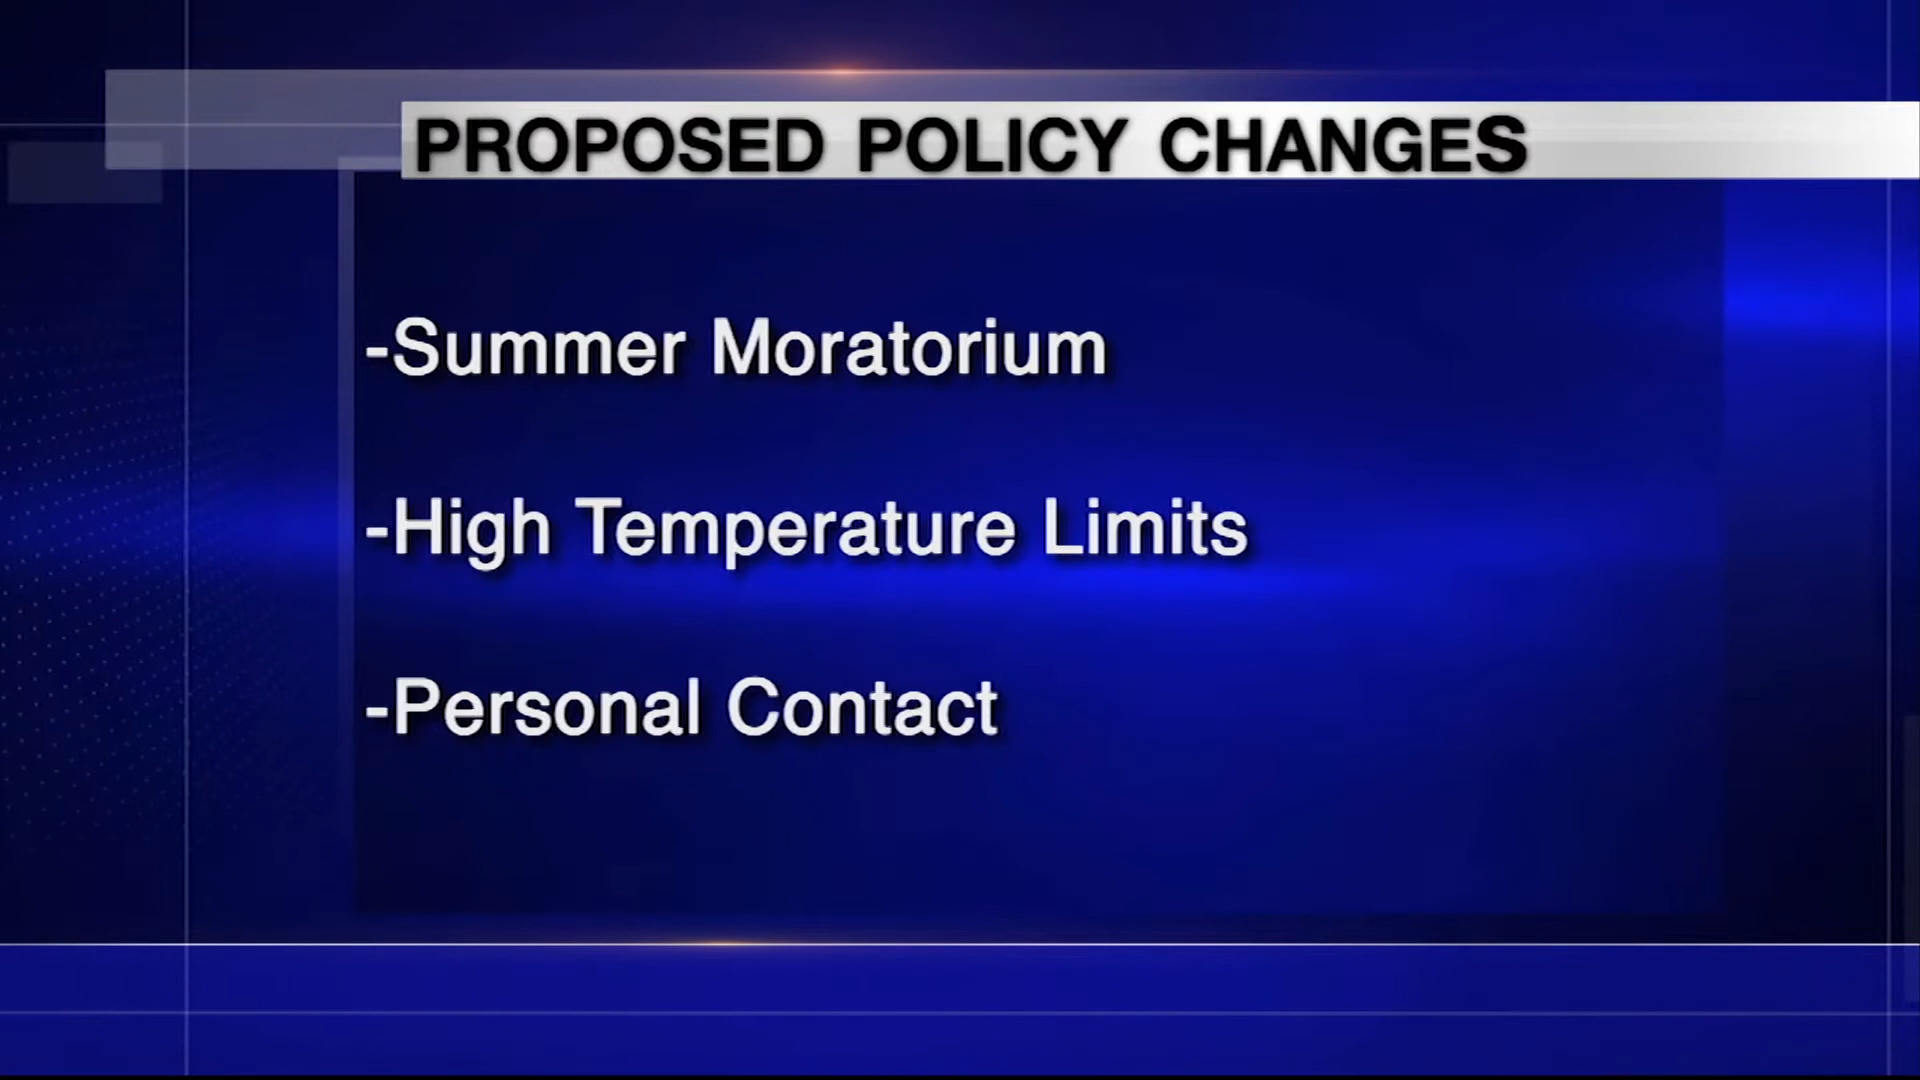 PROPOSED POLICY CHANGES
-Summer Moratorium
-High Temperature Limits
-Personal Contact